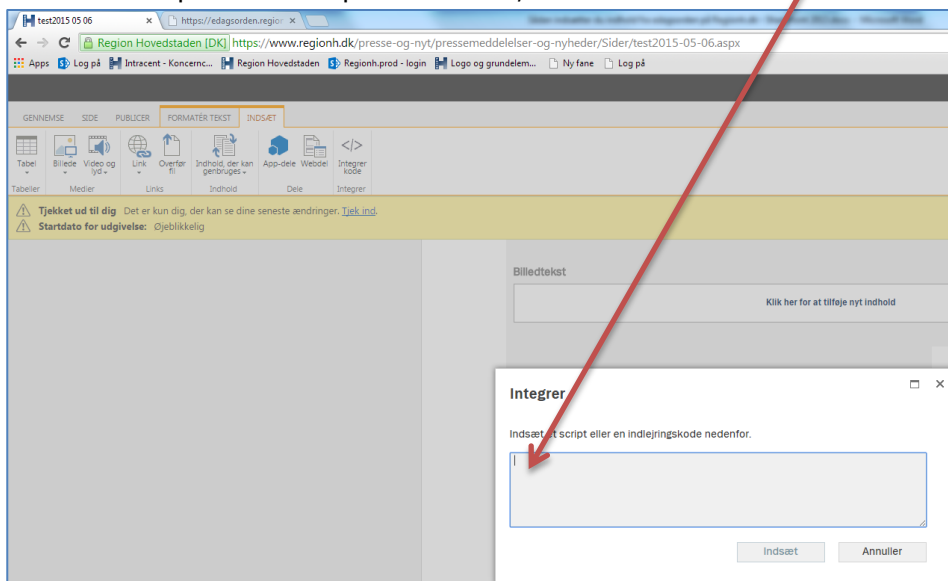 test2015 05 06 × https://edagsorden.region ×
Region Hovedstaden [DK] https://www.regionh.dk/presse-og-nyt/pressemeddelelser-og-nyheder/Sider/test2015-05-06.aspx
Apps Log på Intracent - Koncernc... Region Hovedstaden Regionh.prod - login Logo og grundelem... Ny fane Log på
GENNEMSE SIDE PUBLICER FORMATÉR TEKST INDSÆT
Tabel Billede Video og lyd Link Overfør fil Indhold, der kan genbruges App-dele Webdel Integrer kode
Tabeller Medier Links Indhold Dele Integrer
Tjekket ud til dig Det er kun dig, der kan se dine seneste ændringer. Tjek ind.
Startdato for udgivelse: Øjeblikkelig
Billedtekst
Klik her for at tilføje nyt indhold
Integrer
Indsæt et script eller en indlejringskode nedenfor.
Indsæt Annuller